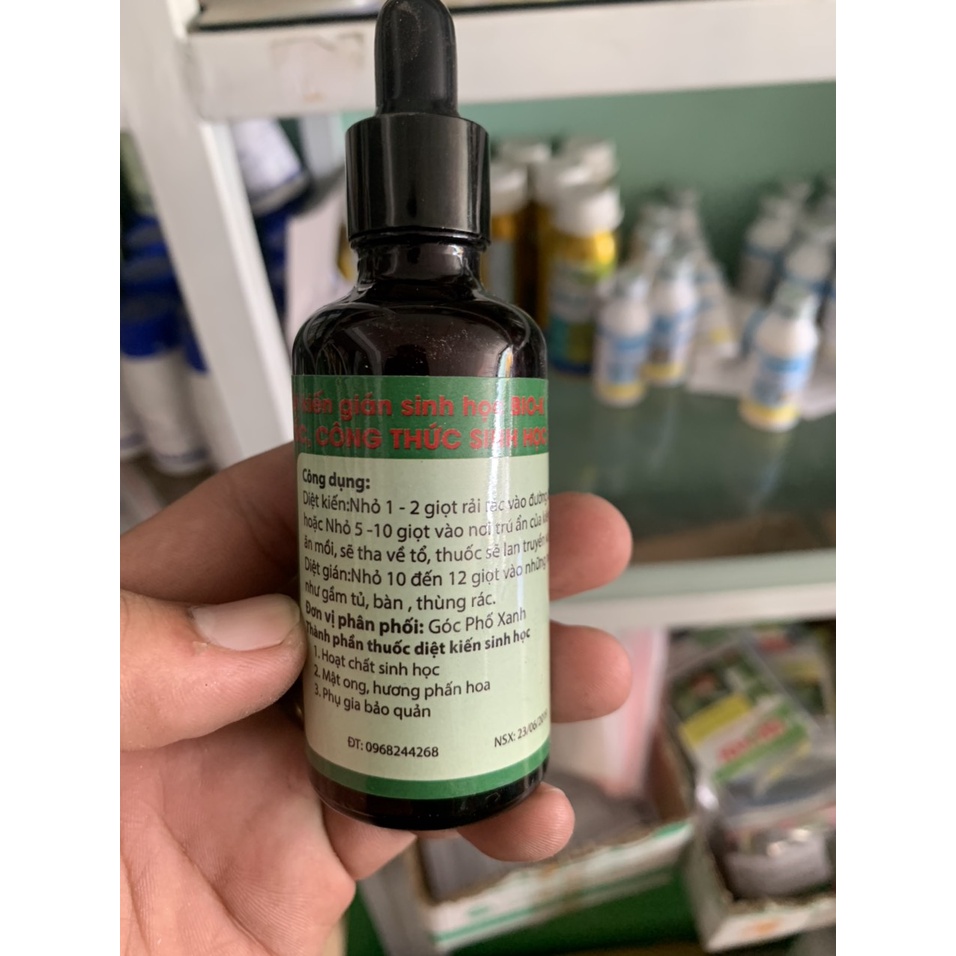 kiến gián sinh học BIO-
CÔNG THỨC SINH HỌC
Công dụng:
Diệt kiến:Nhỏ 1 - 2 giọt rải rác vào đường
hoặc Nhỏ 5 -10 giọt vào nơi trú ẩn của
ăn mồi, sẽ tha về tổ, thuốc sẽ lan truyền
Diệt gián:Nhỏ 10 đến 12 giọt vào những
như gầm tủ, bàn , thùng rác.
Đơn vị phân phối: Góc Phố Xanh
Thành phần thuốc diệt kiến sinh học
1. Hoạt chất sinh học
2. Mật ong, hương phấn hoa
3. Phụ gia bảo quản
ĐT: 0968244268
NSX: 23/06/201